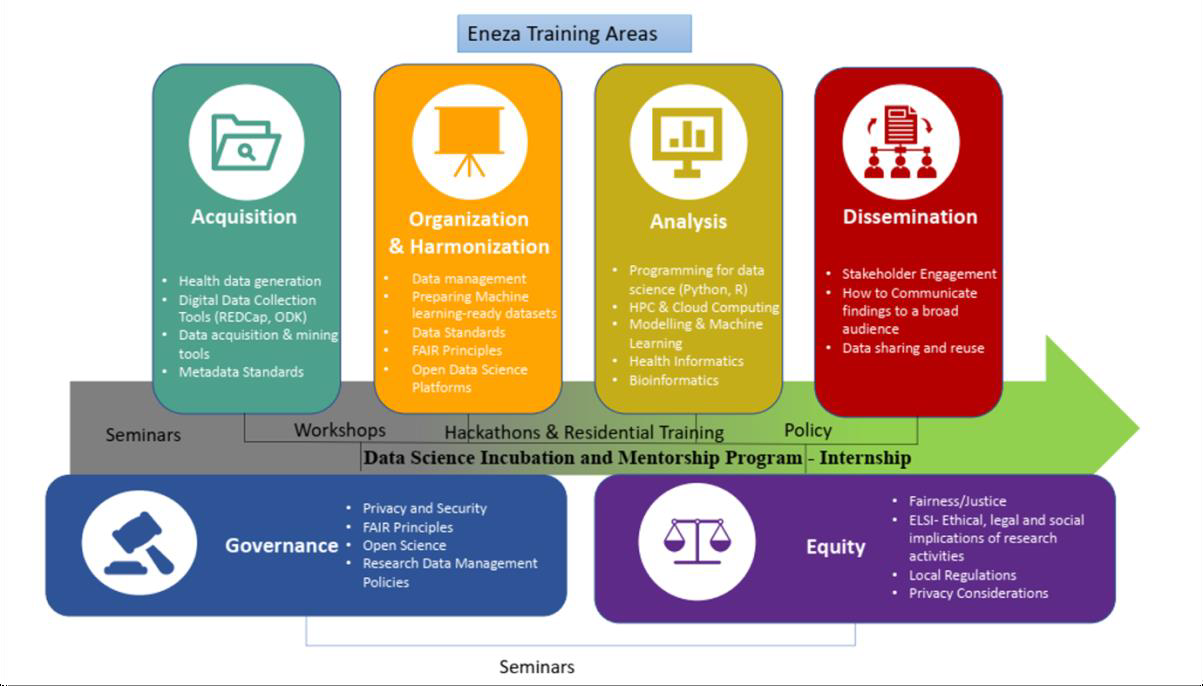 Eneza Training Areas
Acquisition
• Health data generation
• Digital Data Collection
Tools (REDCap, ODK)
• Data acquisition & mining
tools
• Metadata Standards
Organization
& Harmonization
• Data management
• Preparing Machine
learning-ready datasets
• Data Standards
• FAIR Principles
• Open Data Science
Platforms
Analysis
• Programming for data
science (Python, R)
• HPC & Cloud Computing
• Modelling & Machine
Learning
• Health Informatics
• Bioinformatics
Dissemination
• Stakeholder Engagement
• How to Communicate
findings to a broad
audience
• Data sharing and reuse
Seminars
Workshops
Hackathons & Residential Training
Policy
Data Science Incubation and Mentorship Program - Internship
Governance
• Privacy and Security
• FAIR Principles
• Open Science
• Research Data Management
Policies
Equity
• Fairness/Justice
• ELSI- Ethical, legal and social
implications of research
activities
• Local Regulations
• Privacy Considerations
Seminars